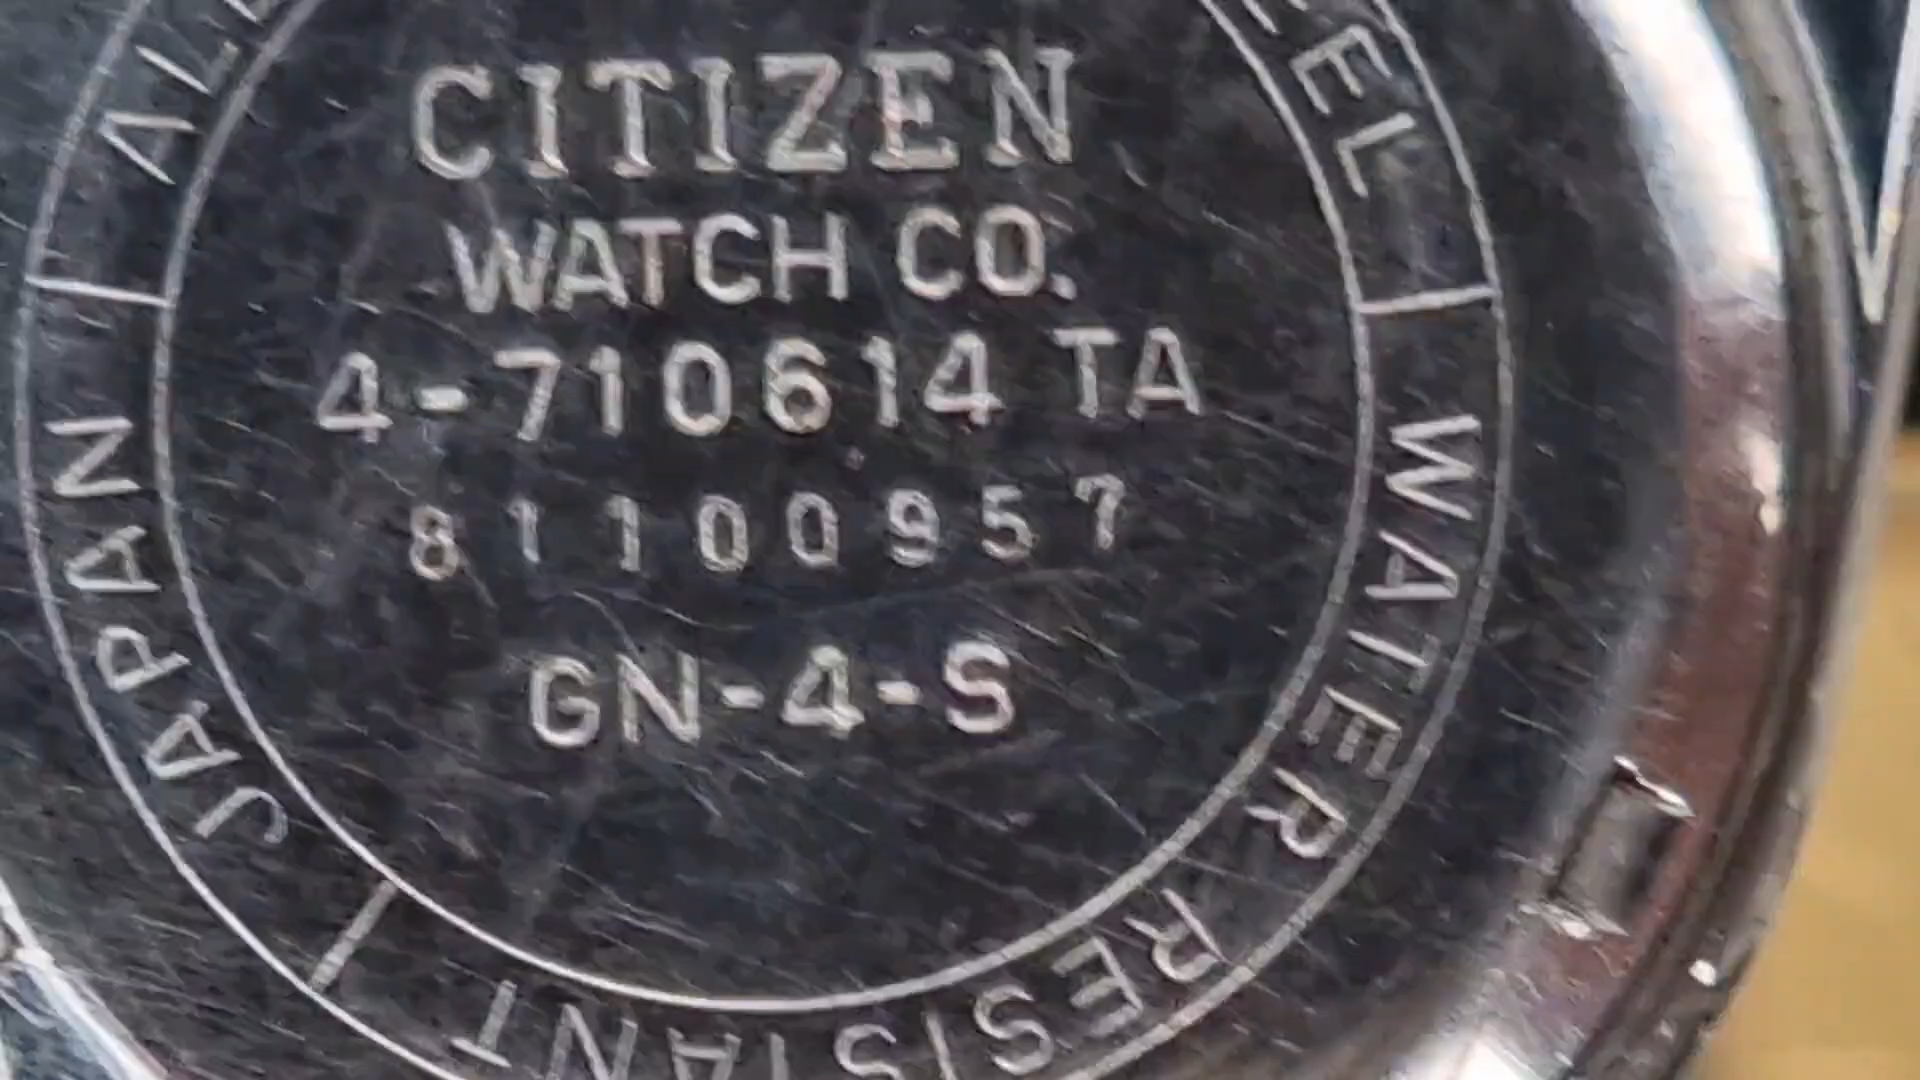 CITIZEN
WATCH CO.
4-710614 TA
81100957
GN-4-S
WATER RESISTANT
JAPAN